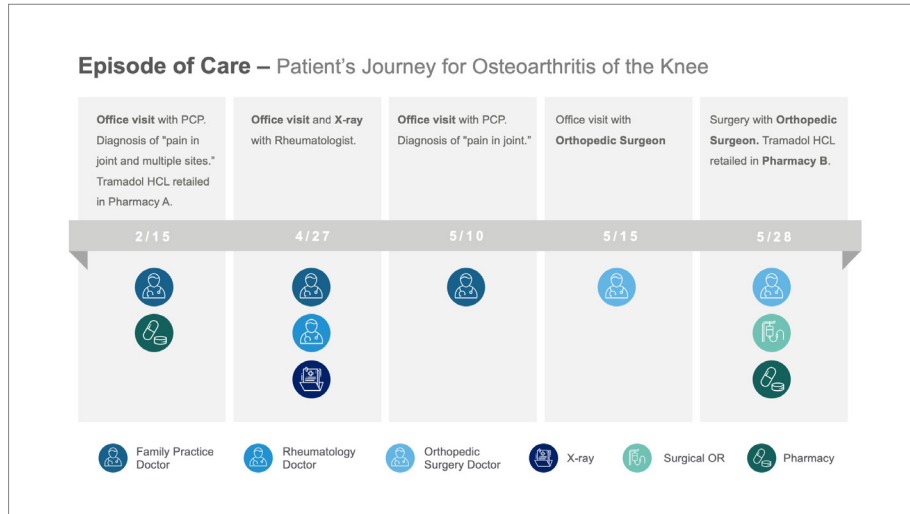 Episode of Care – Patient's Journey for Osteoarthritis of the Knee
Office visit with PCP.
Diagnosis of "pain in
joint and multiple sites."
Tramadol HCL retailed
in Pharmacy A.
Office visit and X-ray
with Rheumatologist.
Office visit with PCP.
Diagnosis of "pain in joint."
Office visit with
Orthopedic Surgeon
Surgery with Orthopedic
Surgeon. Tramadol HCL
retailed in Pharmacy B.
2/15
4/27
5/10
5/15
5/28
Family Practice
Doctor
Rheumatology
Doctor
Orthopedic
Surgery Doctor
X-ray
Surgical OR
Pharmacy